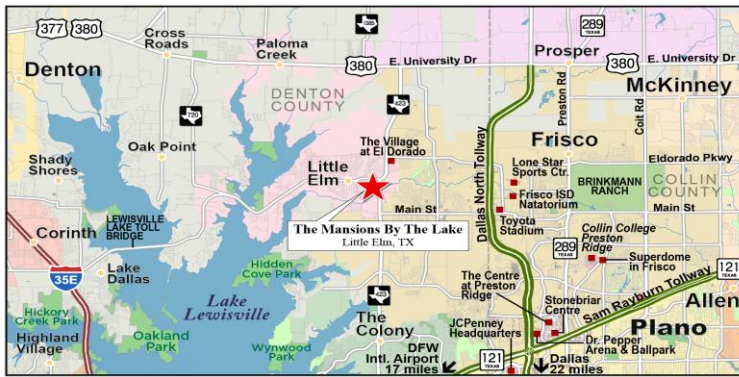 377
380
Cross
Roads
Paloma
Creek
1385
289
TEXAS
Prosper
E. University Dr
380
E. University Dr
380
Denton
DENTON
COUNTY
720
423
McKinney
Preston Rd
Coit Rd
Oak Point
The Village
at El Dorado
Frisco
Shady
Shores
Little
Elm
Dallas North Tollway
Lone Star
Sports Ctr.
Eldorado Pkwy
BRINKMANN
RANCH
COLLIN
COUNTY
Frisco ISD
Natatorium
Main St
Toyota
Stadium
LEWISVILLE
LAKE TOLL
BRIDGE
The Mansions By The Lake
Little Elm, TX
Corinth
Collin College
Preston
Ridge
289
TEXAS
Superdome
in Frisco
121
TEXAS
35E
Lake
Dallas
Hidden
Cove Park
The Centre
at Preston
Ridge
Sam Rayburn Tollway
Lake
Lewisville
423
Stonebriar
Centre
Allen
Hickory
Creek Park
Oakland
Park
The
Colony
JCPenney
Headquarters
Plano
Highland
Village
Wynwood
Park
DFW
Intl. Airport
17 miles
121
TEXAS
Dallas
22 miles
Dr. Pepper
Arena & Ballpark